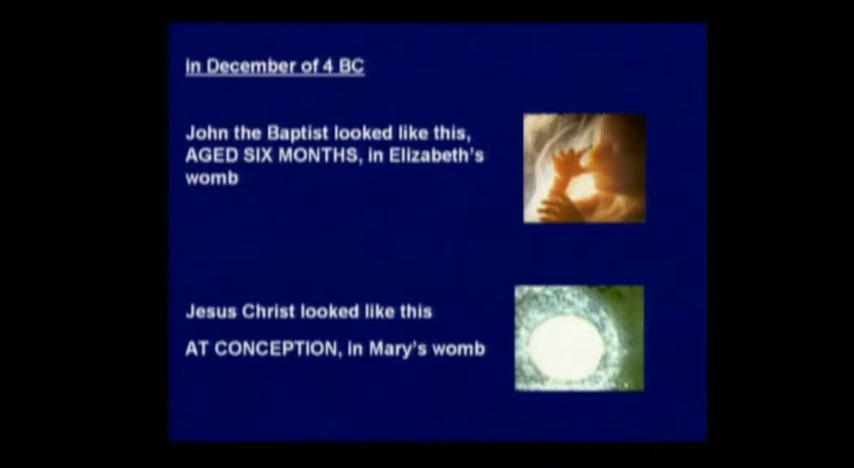 in December of 4 BC
John the Baptist looked like this,
AGED SIX MONTHS, in Elizabeth's
womb
Jesus Christ looked like this
AT CONCEPTION, in Mary's womb